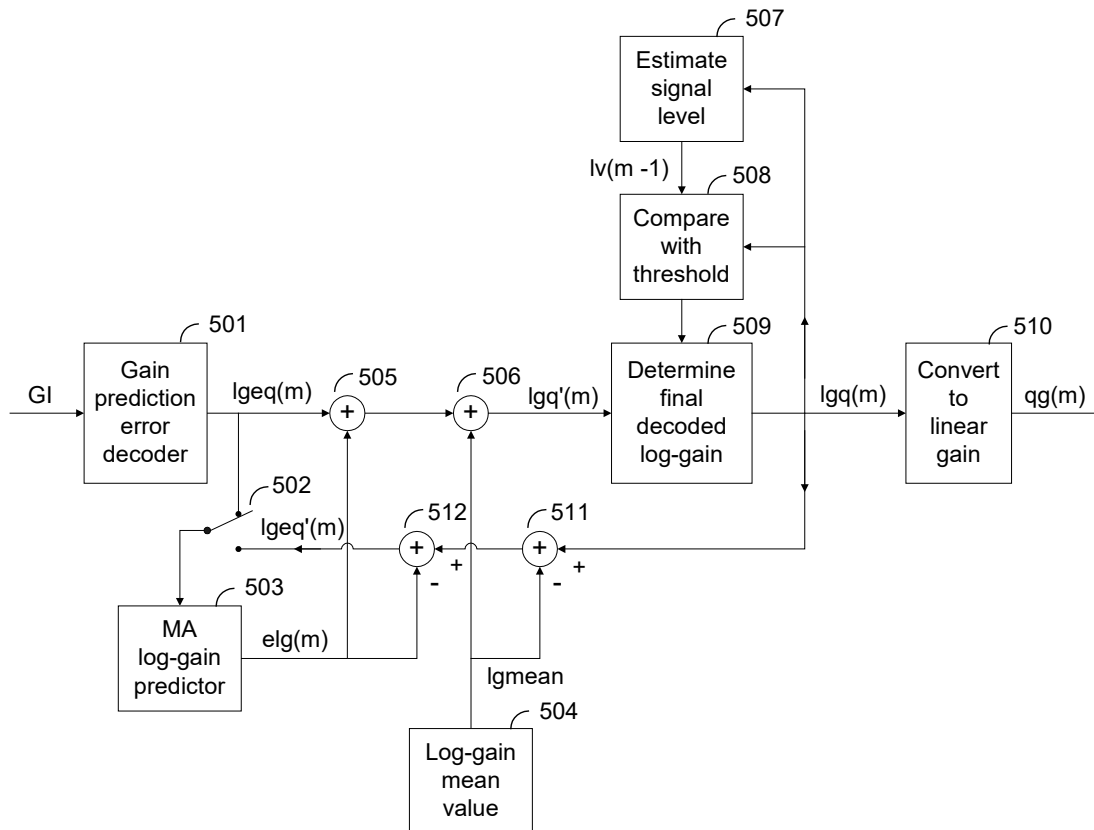 507
Estimate
signal
level
lv(m -1)
508
Compare
with
threshold
501
Gain
prediction
error
decoder
GI
lgeq(m)
505
+
506
+
lgq'(m)
509
Determine
final
decoded
log-gain
lgq(m)
510
Convert
to
linear
gain
qg(m)
502
lgeq'(m)
512
+
+
-
511
+
+
-
503
MA
log-gain
predictor
elg(m)
lgmean
504
Log-gain
mean
value